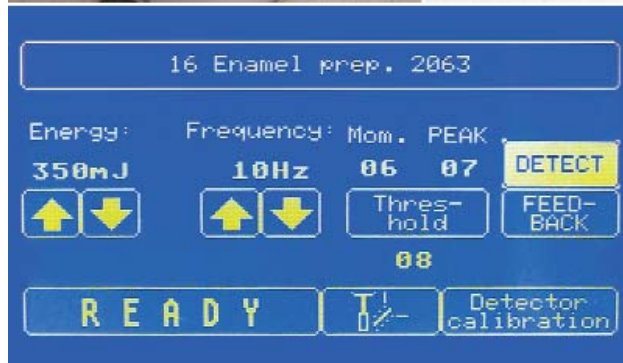 16 Enamel prep. 2063
Energy: Frequency: Mom. PEAK
350mJ 10Hz 06 07 DETECT
Thres-
hold
FEED-
BACK
08
READY
Detector
calibration